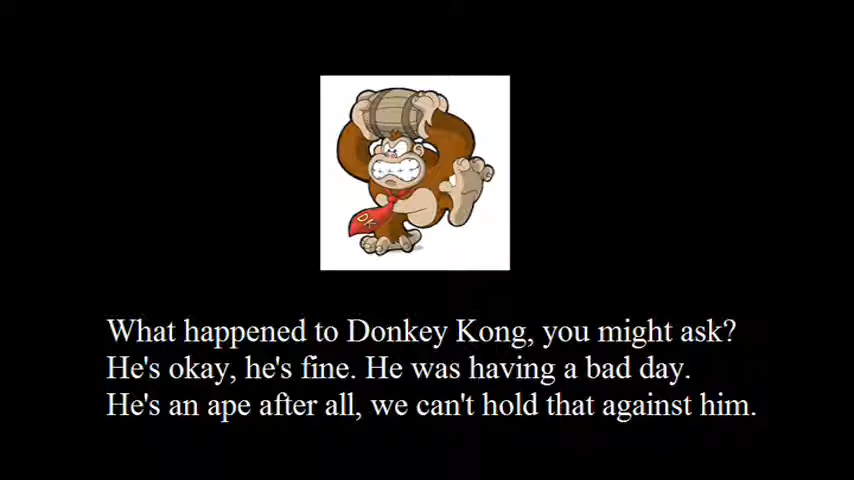 DK
What happened to Donkey Kong, you might ask?
He's okay, he's fine. He was having a bad day.
He's an ape after all, we can't hold that against him.